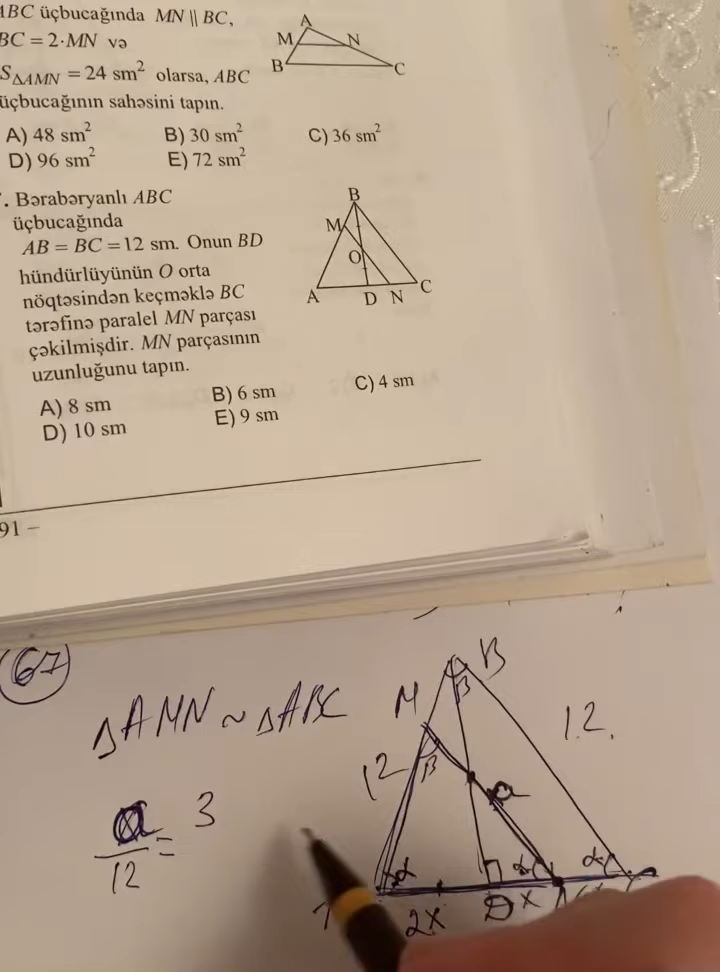 ABC üçbucağında MN || BC,
BC = 2·MN və
S△AMN = 24 sm² olarsa, ABC
üçbucağının sahəsini tapın.
A) 48 sm² B) 30 sm² C) 36 sm²
D) 96 sm² E) 72 sm²
A
M N
B C
. Bərabəryanlı ABC
üçbucağında
AB = BC = 12 sm. Onun BD
hündürlüyünün O orta
nöqtəsindən keçməklə BC
tərəfinə paralel MN parçası
çəkilmişdir. MN parçasının
uzunluğunu tapın.
A) 8 sm B) 6 sm C) 4 sm
D) 10 sm E) 9 sm
B
M
O
A D N C
91 –
67
△AMN ~ △ABC
a/12 = 3
M B
β
12 β a 12.
α α α
2x D x